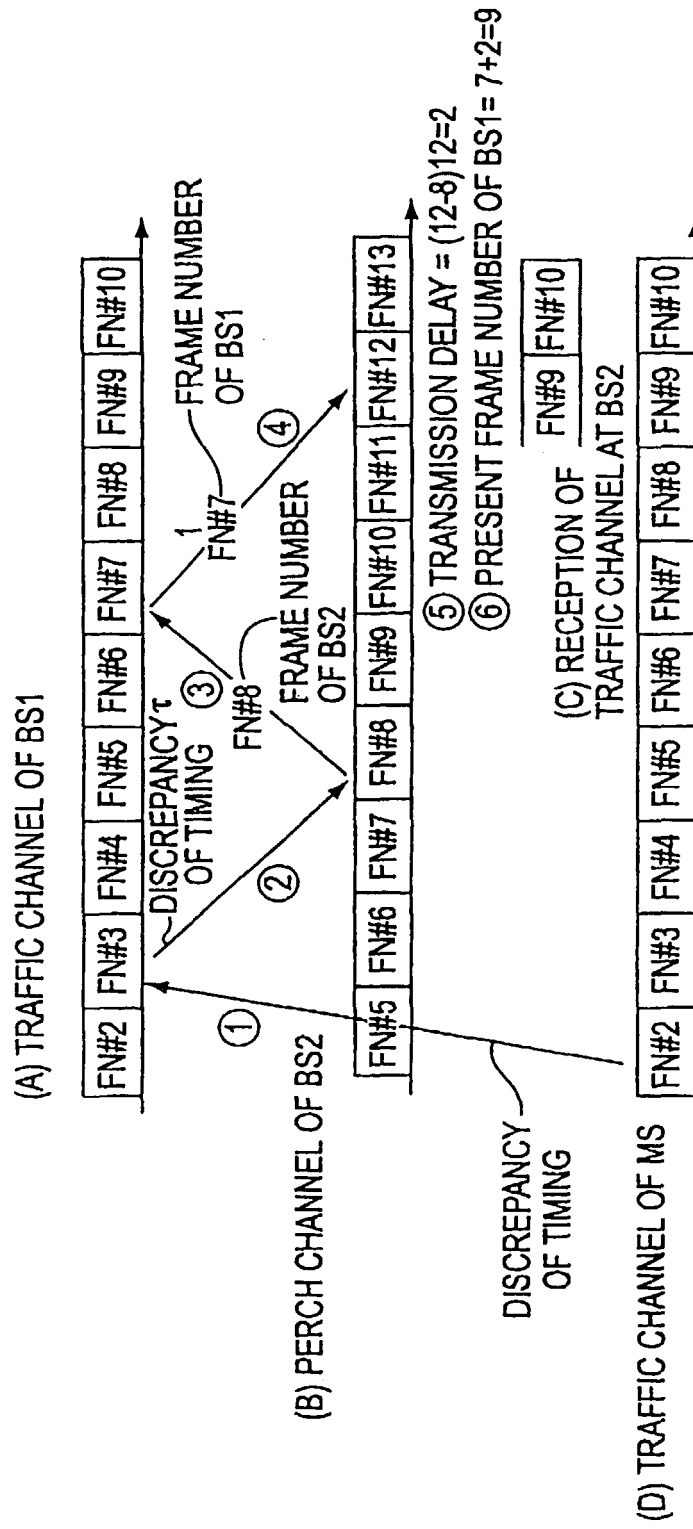 (A) TRAFFIC CHANNEL OF BS1
FN#2 FN#3 FN#4 FN#5 FN#6 FN#7 FN#8 FN#9 FN#10
DISCREPANCY τ
OF TIMING
1
FN#7
FRAME NUMBER
OF BS1
①
②
③
④
FN#8
FRAME NUMBER
OF BS2
(B) PERCH CHANNEL OF BS2
FN#5 FN#6 FN#7 FN#8 FN#9 FN#10 FN#11 FN#12 FN#13
⑤ TRANSMISSION DELAY = (12-8)12=2
⑥ PRESENT FRAME NUMBER OF BS1= 7+2=9
DISCREPANCY
OF TIMING
(C) RECEPTION OF
TRAFFIC CHANNEL AT BS2
FN#9 FN#10
(D) TRAFFIC CHANNEL OF MS
FN#2 FN#3 FN#4 FN#5 FN#6 FN#7 FN#8 FN#9 FN#10